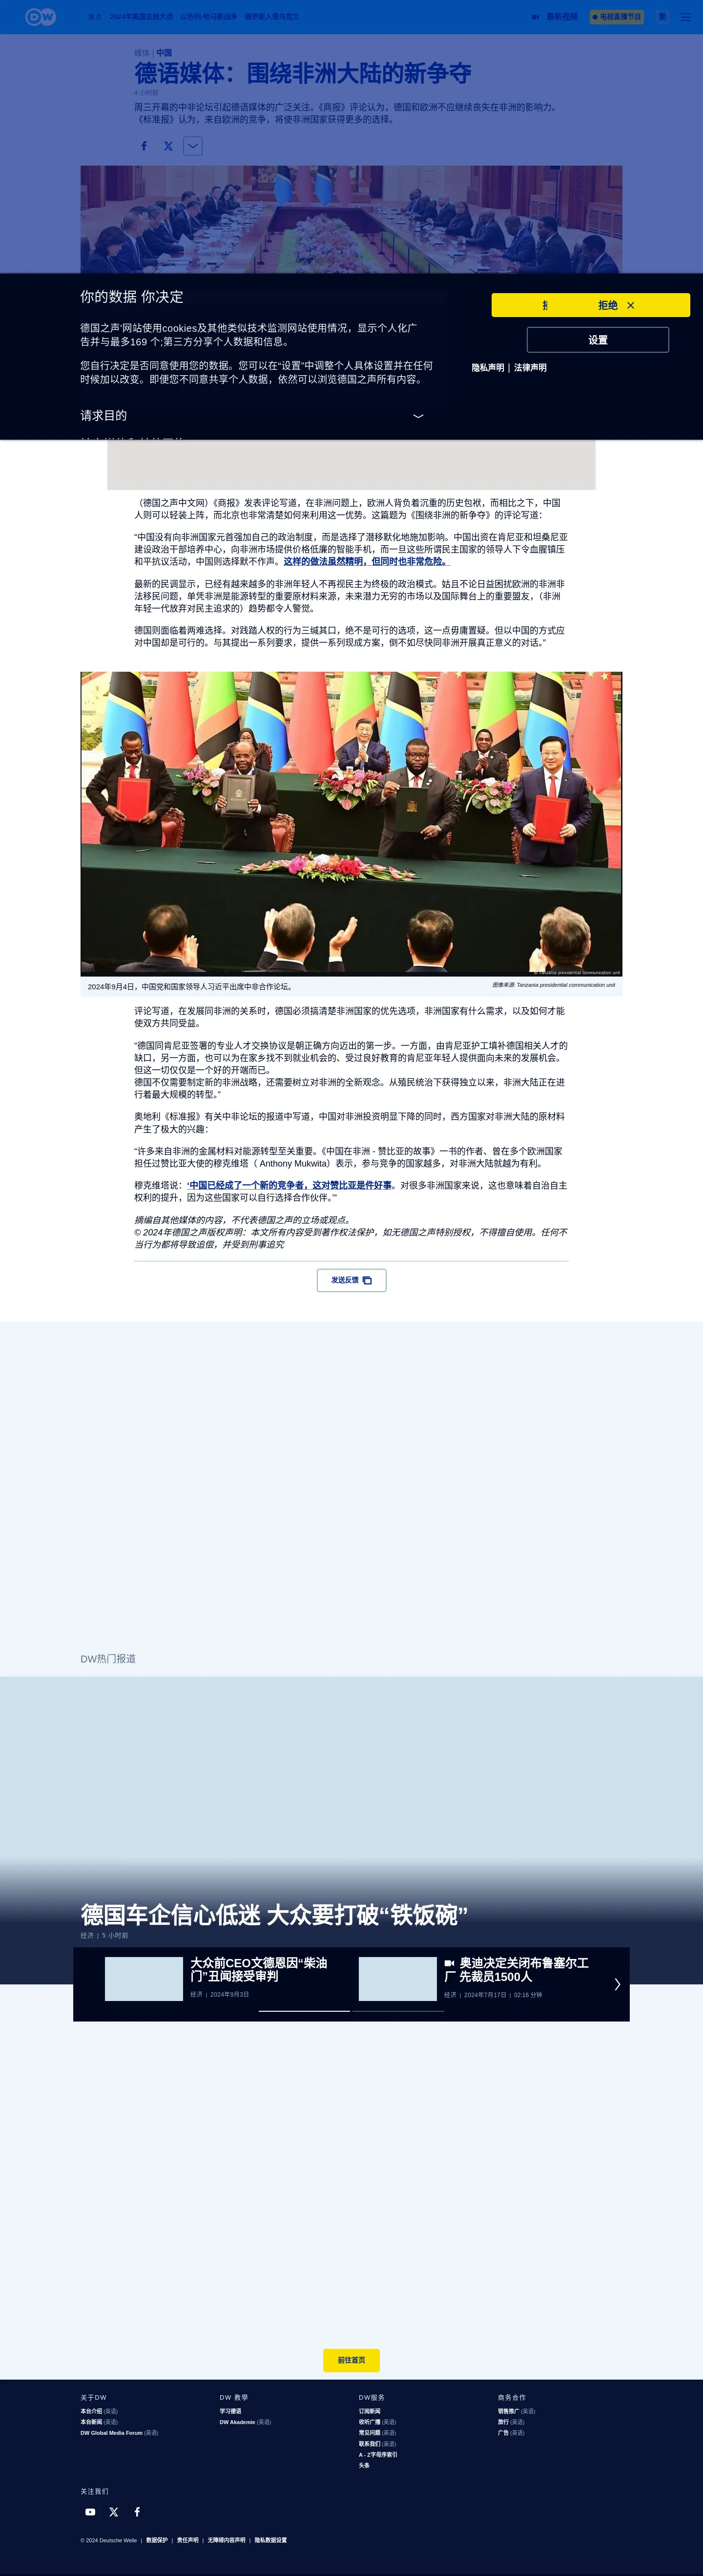 DW
焦点 2024年美国总统大选 以色列-哈马斯战争 俄罗斯入侵乌克兰 最新视频 电视直播节目 繁
媒体 | 中国
德语媒体：围绕非洲大陆的新争夺
4 小时前
周三开幕的中非论坛引起德语媒体的广泛关注。《商报》评论认为，德国和欧洲不应继续丧失在非洲的影响力。
《标准报》认为，来自欧洲的竞争，将使非洲国家获得更多的选择。
你的数据 你决定
拒绝
德国之声'网站使用cookies及其他类似技术监测网站使用情况，显示个人化广
告并与最多169 个;第三方分享个人数据和信息。
设置
您自行决定是否同意使用您的数据。您可以在“设置”中调整个人具体设置并在任何
时候加以改变。即便您不同意共享个人数据，依然可以浏览德国之声所有内容。
隐私声明 | 法律声明
请求目的
（德国之声中文网）《商报》发表评论写道，在非洲问题上，欧洲人背负着沉重的历史包袱，而相比之下，中国
人则可以轻装上阵，而北京也非常清楚如何来利用这一优势。这篇题为《围绕非洲的新争夺》的评论写道：
“中国没有向非洲国家元首强加自己的政治制度，而是选择了潜移默化地施加影响。中国出资在肯尼亚和坦桑尼亚
建设政治干部培养中心，向非洲市场提供价格低廉的智能手机，而一旦这些所谓民主国家的领导人下令血腥镇压
和平抗议活动，中国则选择默不作声。这样的做法虽然精明，但同时也非常危险。
最新的民调显示，已经有越来越多的非洲年轻人不再视民主为终极的政治模式。姑且不论日益困扰欧洲的非洲非
法移民问题，单凭非洲是能源转型的重要原材料来源，未来潜力无穷的市场以及国际舞台上的重要盟友，（非洲
年轻一代放弃对民主追求的）趋势都令人警觉。
德国则面临着两难选择。对践踏人权的行为三缄其口，绝不是可行的选项，这一点毋庸置疑。但以中国的方式应
对中国却是可行的。与其提出一系列要求，提供一系列现成方案，倒不如尽快同非洲开展真正意义的对话。”
© Tanzania presidential communication unit
2024年9月4日，中国党和国家领导人习近平出席中非合作论坛。
图像来源: Tanzania presidential communication unit
评论写道，在发展同非洲的关系时，德国必须搞清楚非洲国家的优先选项，非洲国家有什么需求，以及如何才能
使双方共同受益。
“德国同肯尼亚签署的专业人才交换协议是朝正确方向迈出的第一步。一方面，由肯尼亚护工填补德国相关人才的
缺口，另一方面，也可以为在家乡找不到就业机会的、受过良好教育的肯尼亚年轻人提供面向未来的发展机会。
但这一切仅仅是一个好的开端而已。
德国不仅需要制定新的非洲战略，还需要树立对非洲的全新观念。从殖民统治下获得独立以来，非洲大陆正在进
行着最大规模的转型。”
奥地利《标准报》有关中非论坛的报道中写道，中国对非洲投资明显下降的同时，西方国家对非洲大陆的原材料
产生了极大的兴趣：
“许多来自非洲的金属材料对能源转型至关重要。《中国在非洲 - 赞比亚的故事》一书的作者、曾在多个欧洲国家
担任过赞比亚大使的穆克维塔（ Anthony Mukwita）表示，参与竞争的国家越多，对非洲大陆就越为有利。
穆克维塔说：‘中国已经成了一个新的竞争者，这对赞比亚是件好事。对很多非洲国家来说，这也意味着自治自主
权利的提升，因为这些国家可以自行选择合作伙伴。’”
摘编自其他媒体的内容，不代表德国之声的立场或观点。
© 2024年德国之声版权声明：本文所有内容受到著作权法保护，如无德国之声特别授权，不得擅自使用。任何不
当行为都将导致追偿，并受到刑事追究
发送反馈
DW热门报道
德国车企信心低迷 大众要打破“铁饭碗”
经济 | 5 小时前
大众前CEO文德恩因“柴油
门”丑闻接受审判
经济 | 2024年9月3日
奥迪决定关闭布鲁塞尔工
厂 先裁员1500人
经济 | 2024年7月17日 | 02:16 分钟
前往首页
关于DW
本台介绍 (英语)
本台新闻 (英语)
DW Global Media Forum (英语)
DW 教學
学习德语
DW Akademie (英语)
DW服务
订阅新闻
收听广播 (英语)
常见问题 (英语)
联系我们 (英语)
A - Z字母序索引
头条
商务合作
销售推广 (英语)
旅行 (英语)
广告 (英语)
关注我们
© 2024 Deutsche Welle | 数据保护 | 责任声明 | 无障碍内容声明 | 隐私数据设置